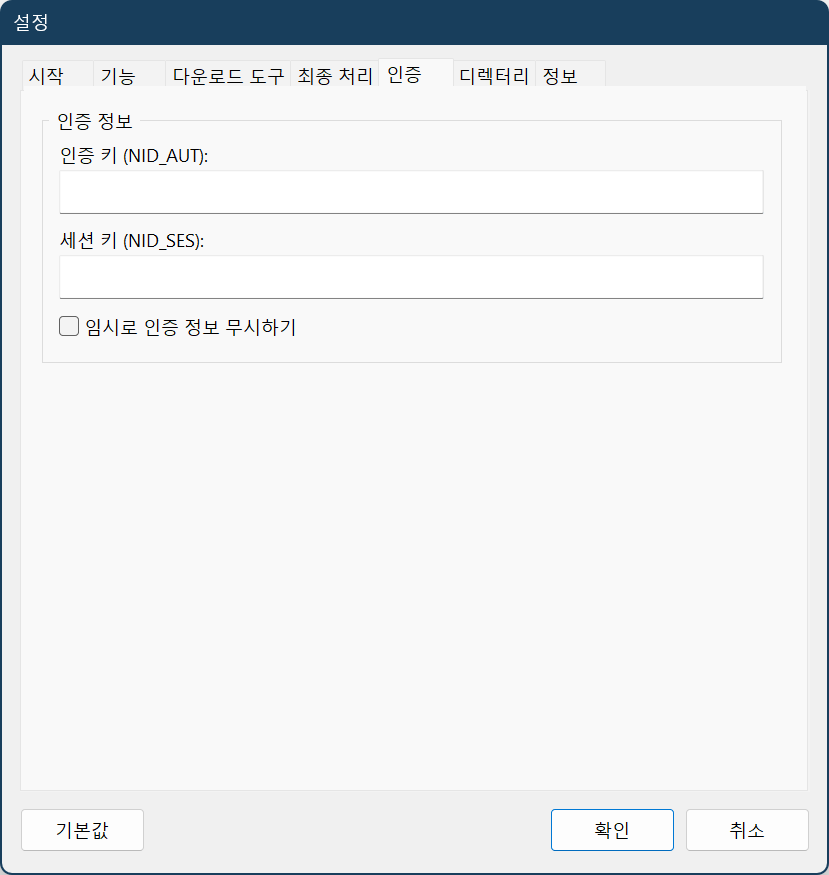 설정
시작 기능 다운로드 도구 최종 처리 인증 디렉터리 정보
인증 정보
인증 키 (NID_AUT):
세션 키 (NID_SES):
임시로 인증 정보 무시하기
기본값 확인 취소